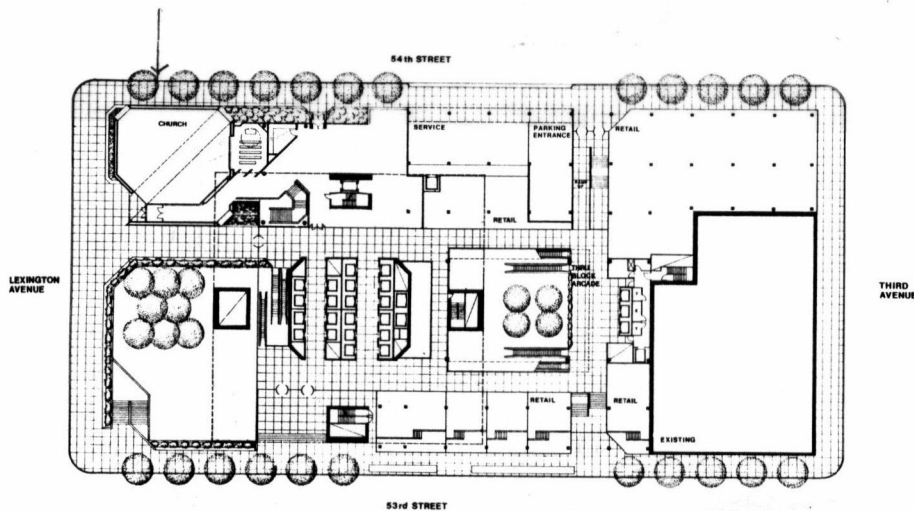 54th STREET
CHURCH
SERVICE
PARKING
ENTRANCE
RETAIL
RETAIL
LEXINGTON
AVENUE
THRU
BLOCK
ARCADE
THIRD
AVENUE
RETAIL
RETAIL
EXISTING
53rd STREET